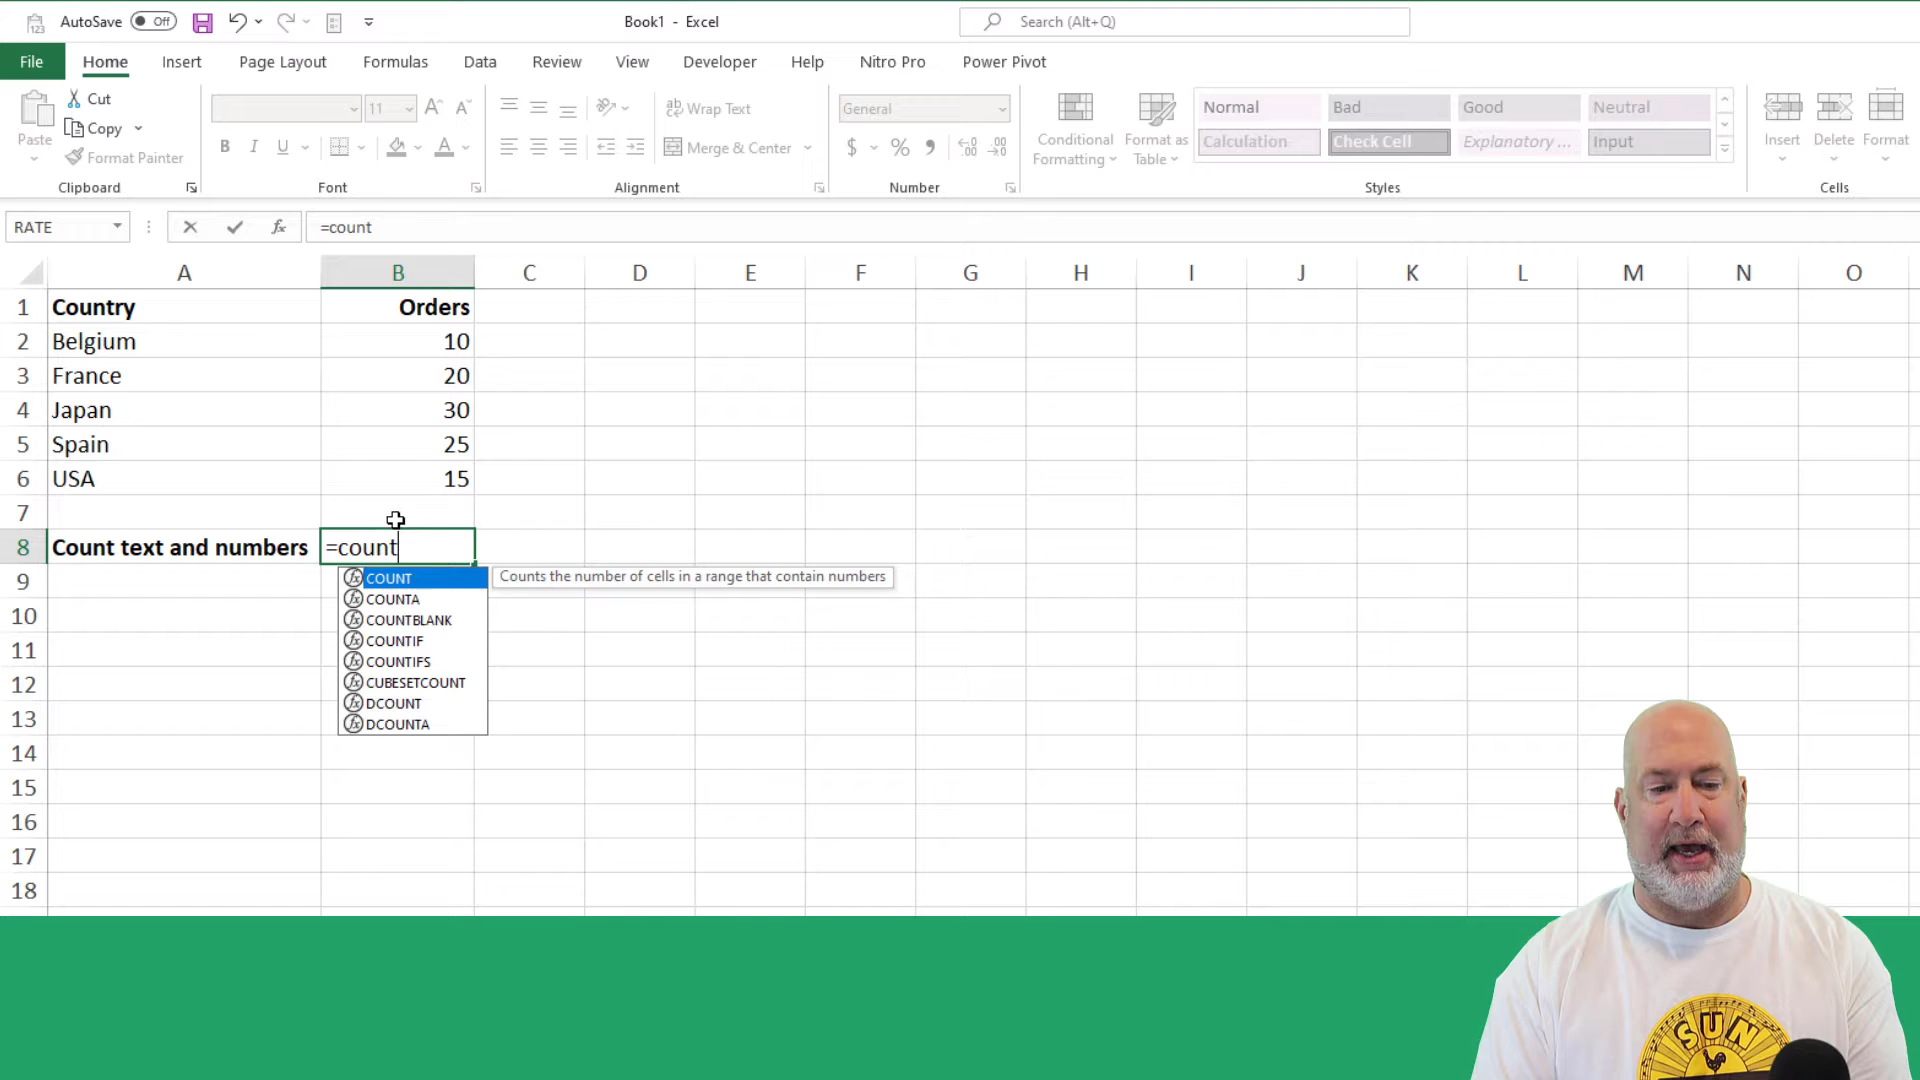 AutoSave Off Book1 - Excel Search (Alt+Q)
File Home Insert Page Layout Formulas Data Review View Developer Help Nitro Pro Power Pivot
Paste Cut Copy Format Painter
11
B I U A
Wrap Text
Merge & Center
General
$ %
Conditional Formatting Format as Table
Normal Bad Good Neutral
Calculation Check Cell Explanatory ... Input
Insert Delete Format
Clipboard Font Alignment Number Styles Cells
RATE fx =count
A B C D E F G H I J K L M N O
1 Country Orders
2 Belgium 10
3 France 20
4 Japan 30
5 Spain 25
6 USA 15
7
8 Count text and numbers =count
9
10
11
12
13
14
15
16
17
18
COUNT Counts the number of cells in a range that contain numbers
COUNTA
COUNTBLANK
COUNTIF
COUNTIFS
CUBESETCOUNT
DCOUNT
DCOUNTA
SUN